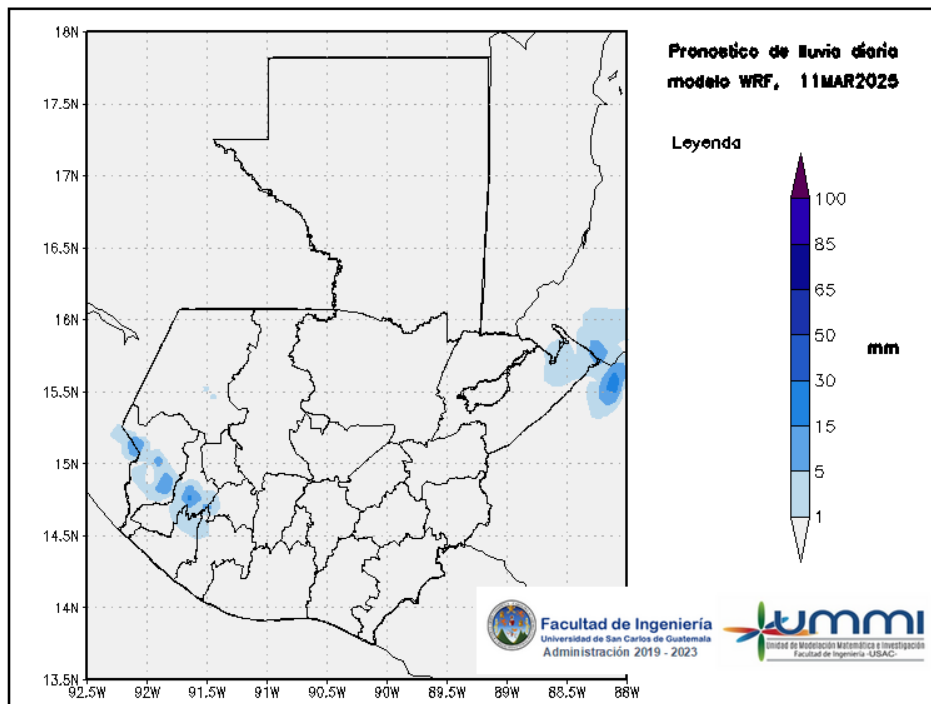 18N
17.5N
17N
16.5N
16N
15.5N
15N
14.5N
14N
13.5N
92.5W
92W
91.5W
91W
90.5W
90W
89.5W
89W
88.5W
88W
Pronostico de lluvia diaria
modelo WRF, 11MAR2025
Leyenda
100
85
65
50
30
15
5
1
mm
Facultad de Ingeniería
Universidad de San Carlos de Guatemala
Administración 2019 - 2023
ummi
Unidad de Modelación Matemática e Investigación
Facultad de Ingeniería -USAC-